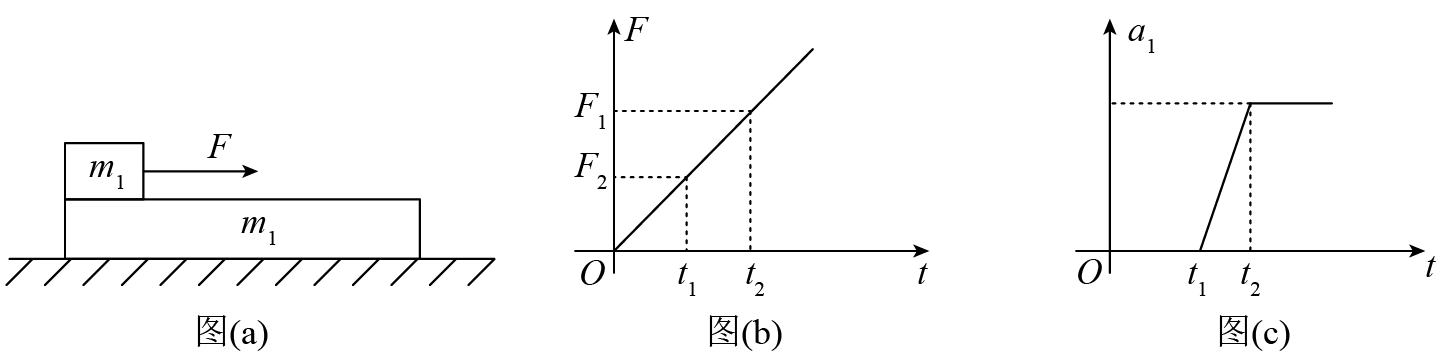 m₁
F
m₁
图(a)
F
F₁
F₂
O
t₁
t₂
t
图(b)
a₁
O
t₁
t₂
t
图(c)